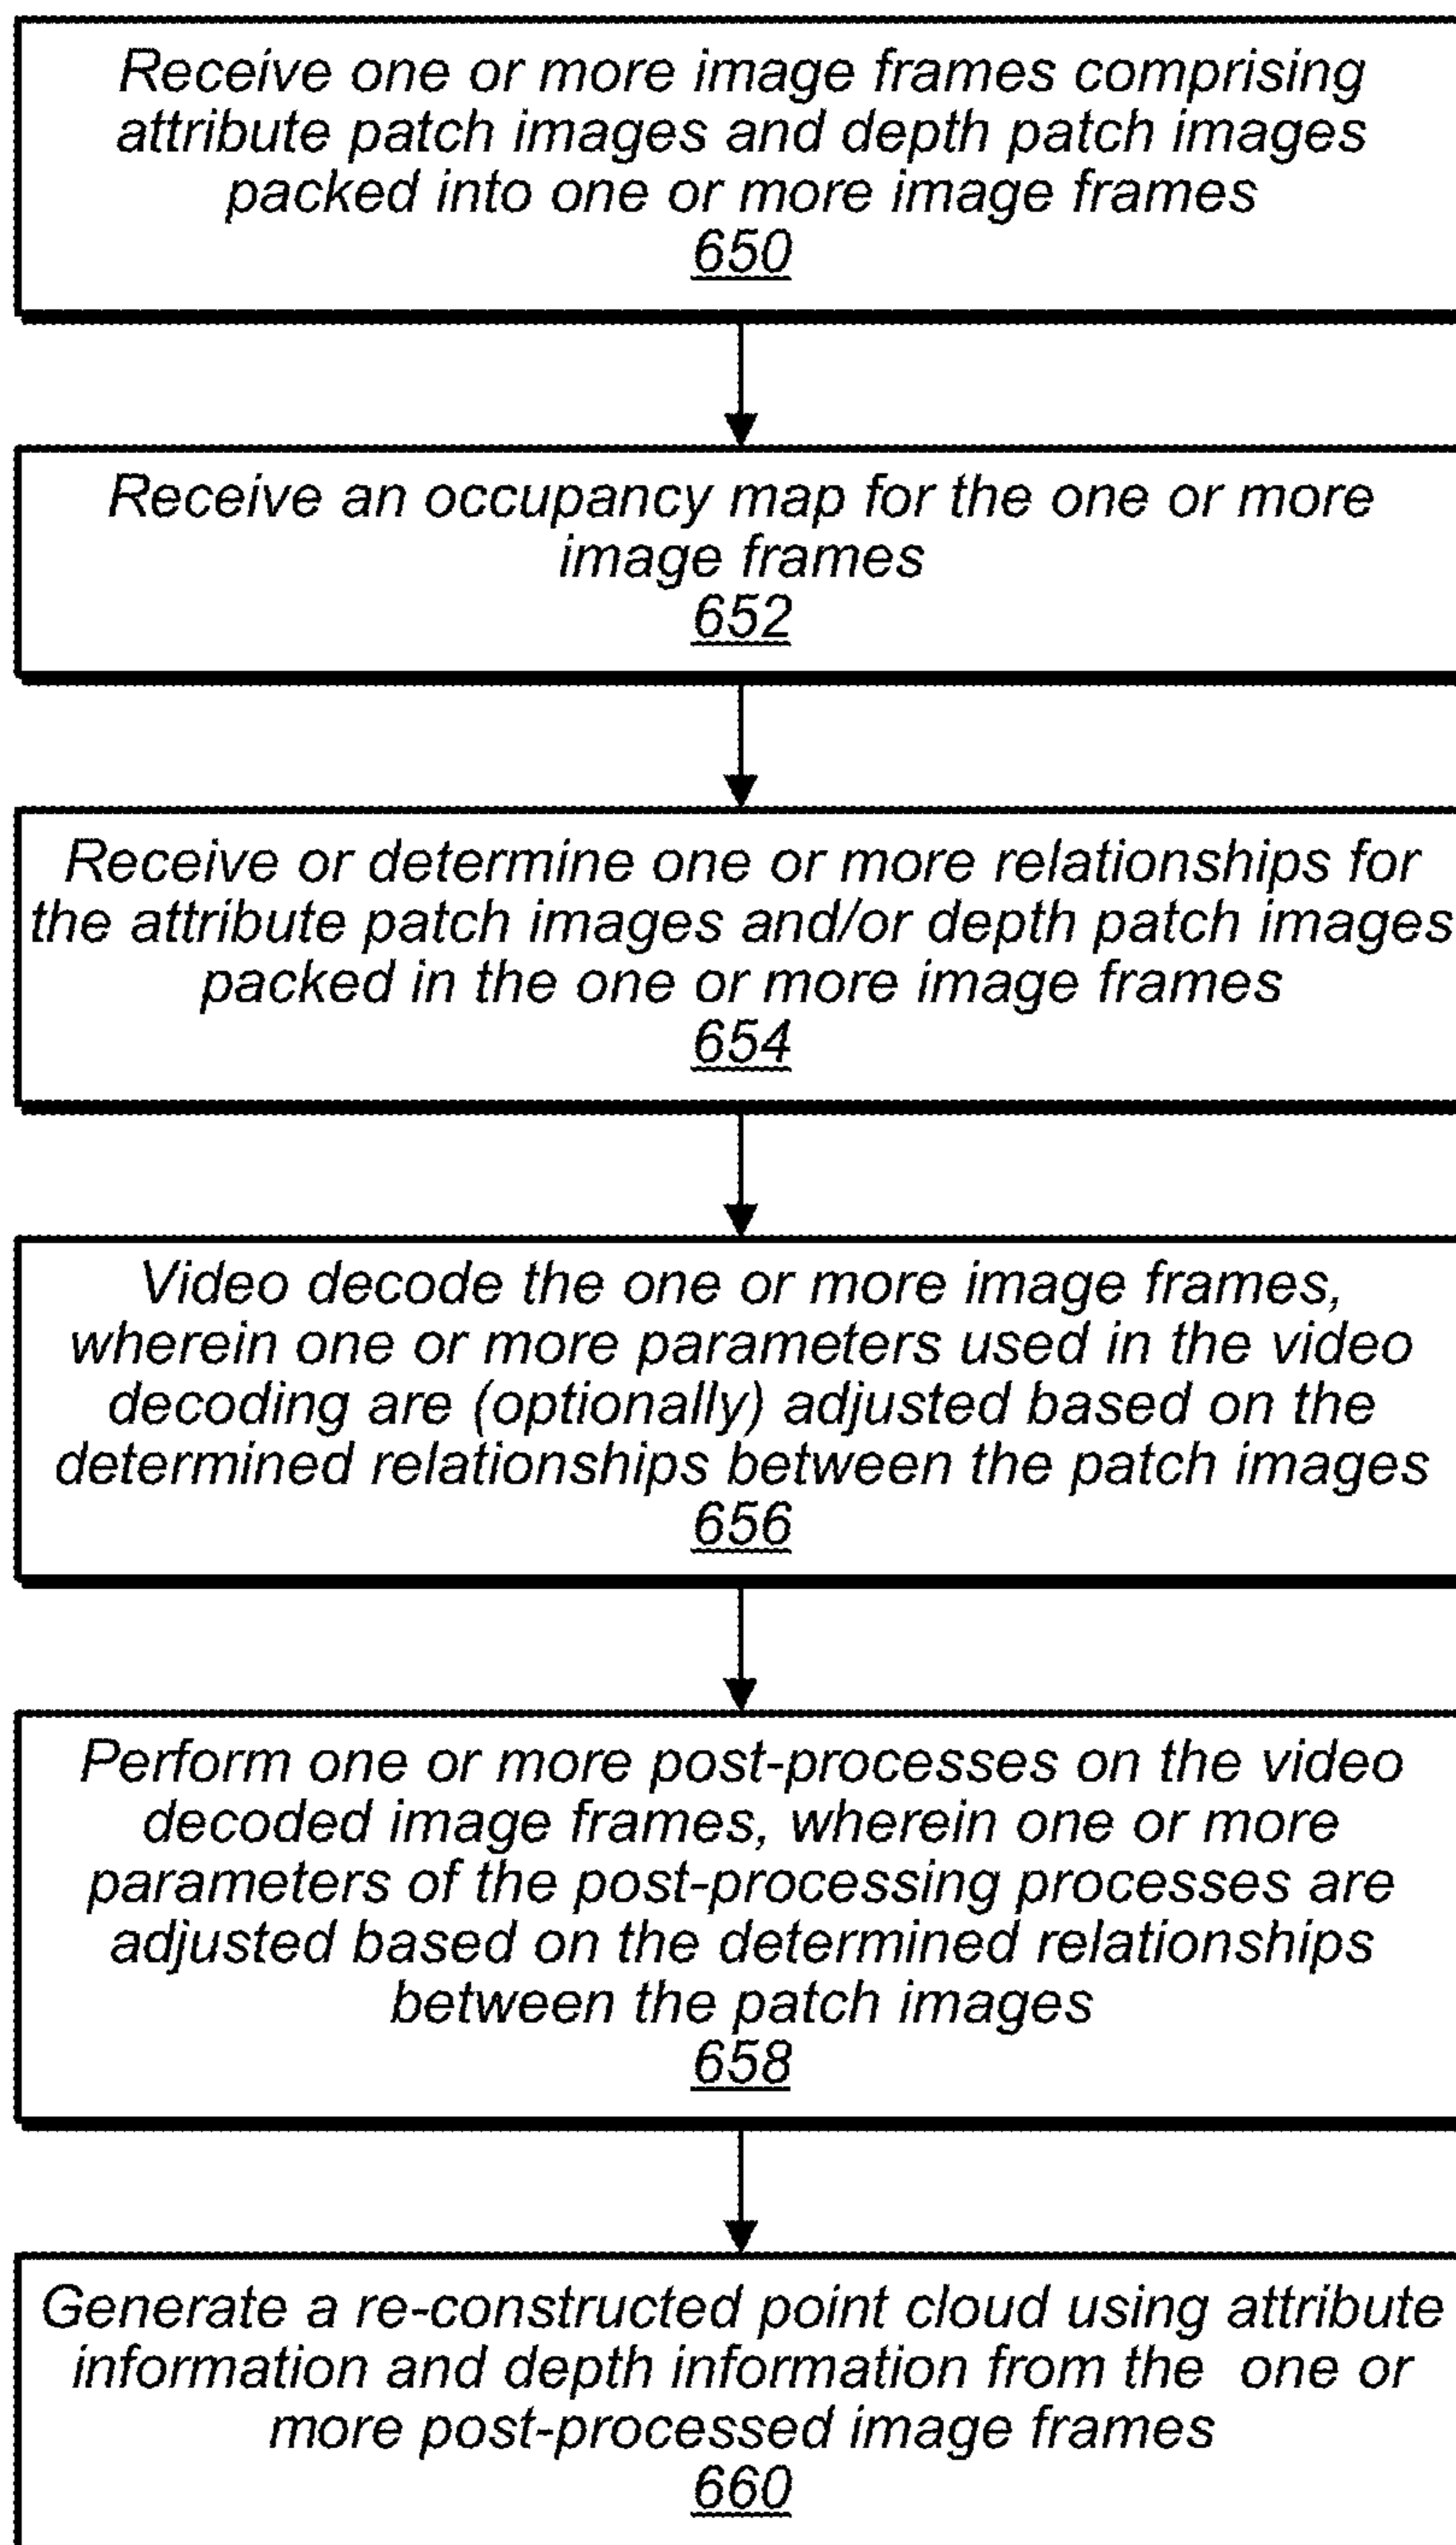 Receive one or more image frames comprising
attribute patch images and depth patch images
packed into one or more image frames
650
Receive an occupancy map for the one or more
image frames
652
Receive or determine one or more relationships for
the attribute patch images and/or depth patch images
packed in the one or more image frames
654
Video decode the one or more image frames,
wherein one or more parameters used in the video
decoding are (optionally) adjusted based on the
determined relationships between the patch images
656
Perform one or more post-processes on the video
decoded image frames, wherein one or more
parameters of the post-processing processes are
adjusted based on the determined relationships
between the patch images
658
Generate a re-constructed point cloud using attribute
information and depth information from the one or
more post-processed image frames
660